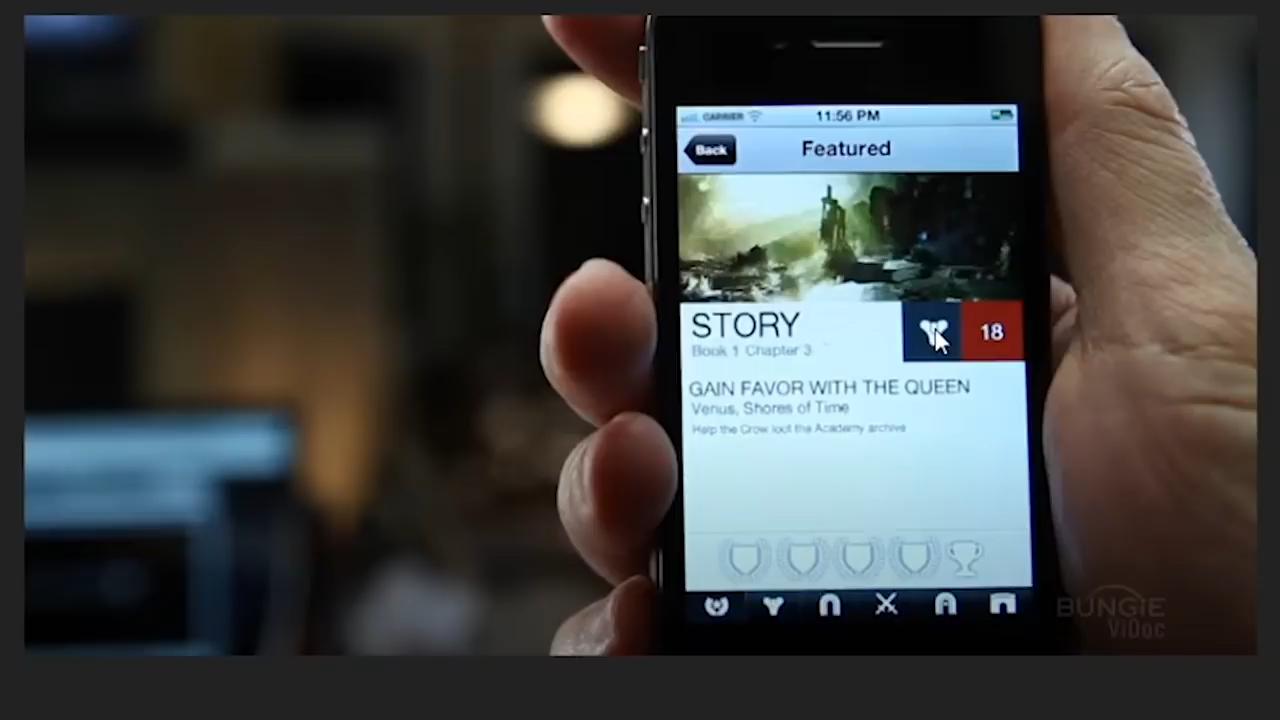 CARRIER 11:56 PM
Back Featured
STORY
18
Book 1 Chapter 3
GAIN FAVOR WITH THE QUEEN
Venus, Shores of Time
Help the Crow loot the Academy archive
BUNGiE
ViDoc